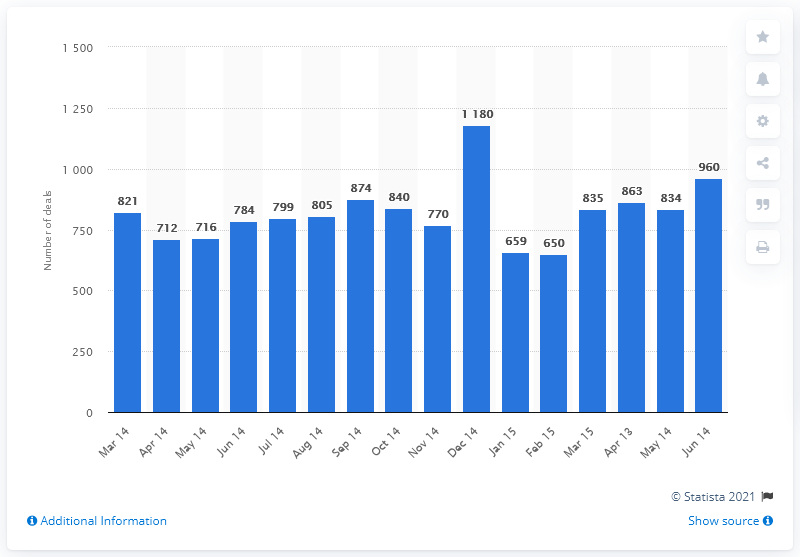 1 500
1 250
1 000
750
500
250
0
Number of deals
821
712
716
784
799
805
874
840
770
1 180
659
650
835
863
834
960
Mar 14
Apr 14
May 14
Jun 14
Jul 14
Aug 14
Sep 14
Oct 14
Nov 14
Dec 14
Jan 15
Feb 15
Mar 15
Apr 13
May 14
Jun 14
© Statista 2021
Additional Information
Show source